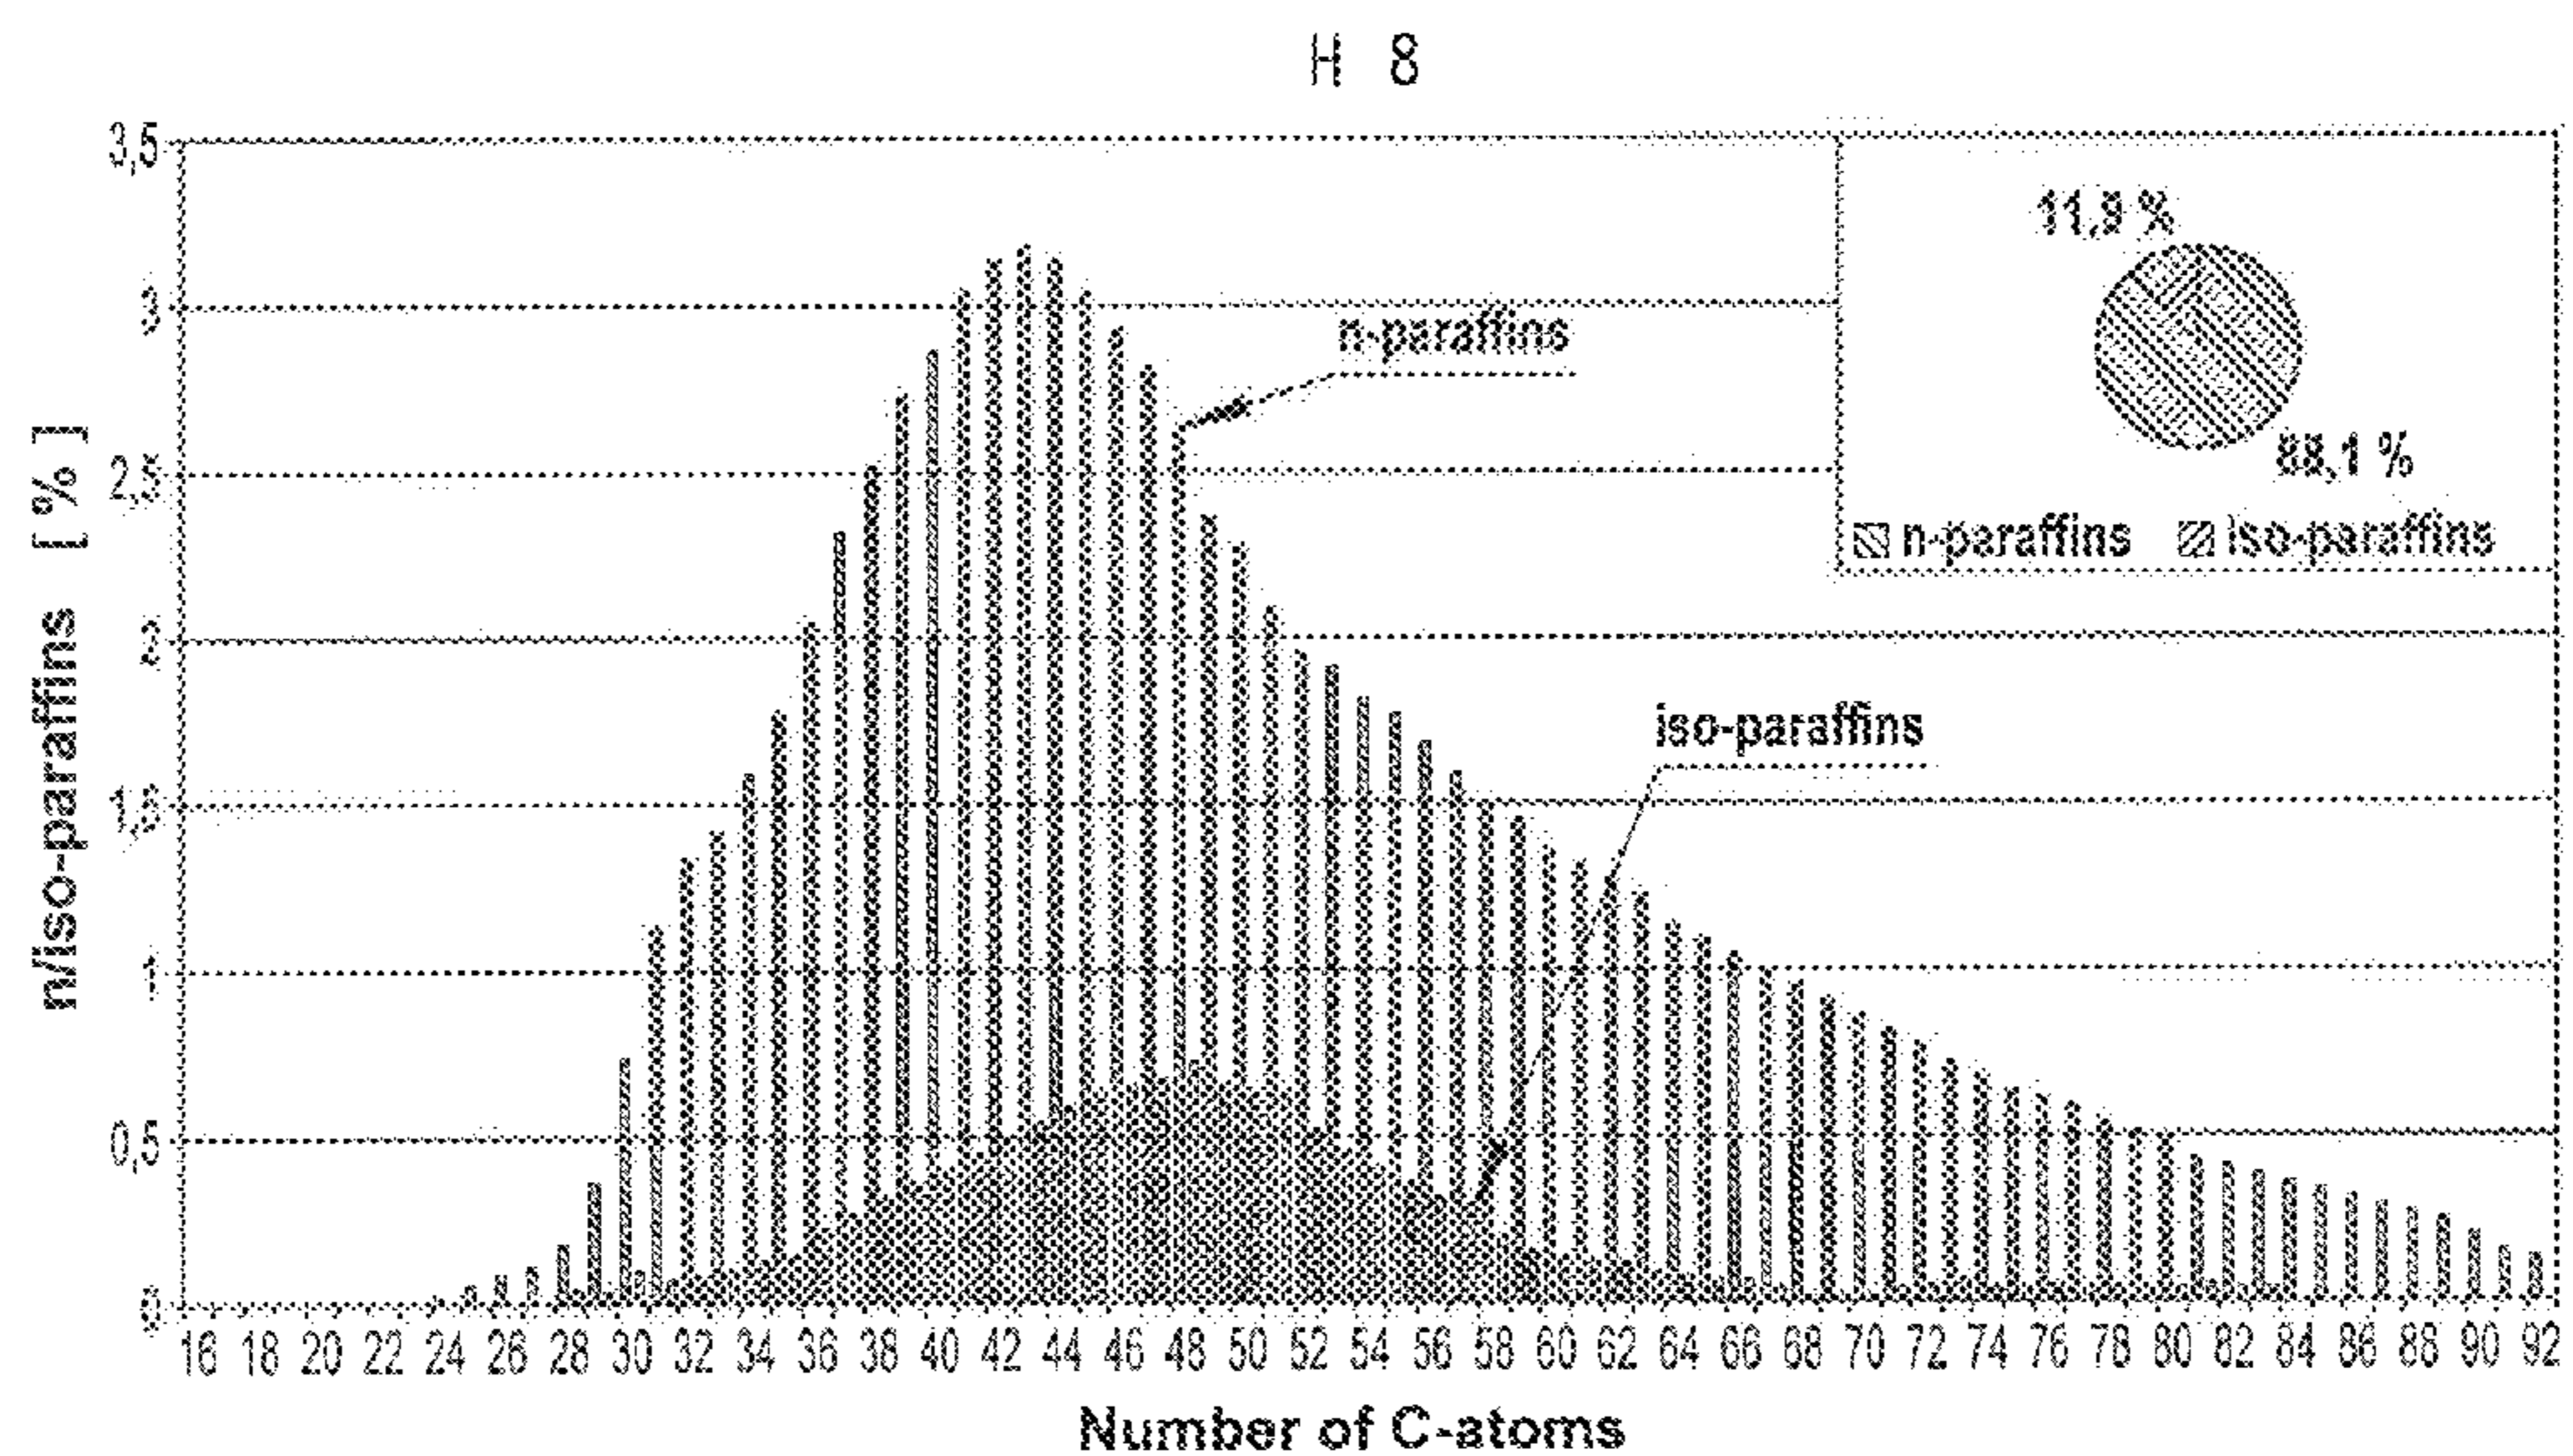 H 8
n/iso-paraffins [ % ]
3,5
3
2,5
2
1,5
1
0,5
0
n-paraffins
iso-paraffins
11,9 %
88,1 %
n-paraffins iso-paraffins
16 18 20 22 24 26 28 30 32 34 36 38 40 42 44 46 48 50 52 54 56 58 60 62 64 66 68 70 72 74 76 78 80 82 84 86 88 90 92
Number of C-atoms